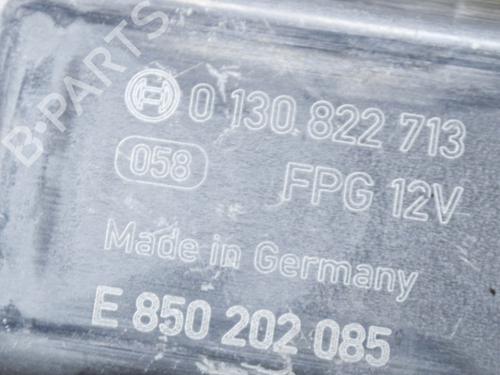 B-PARTS
0 130 822 713
058 FPG 12V
Made in Germany
E 850 202 085